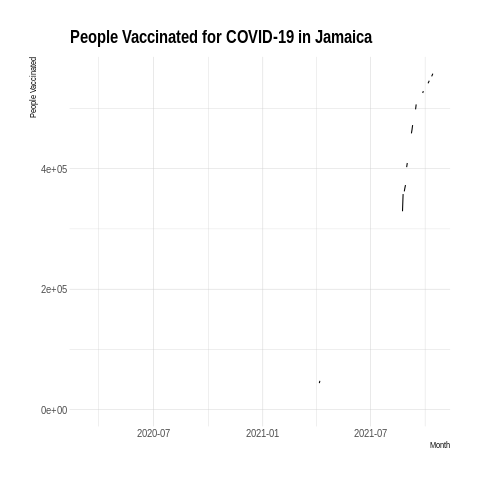 People Vaccinated for COVID-19 in Jamaica
People Vaccinated
4e+05
2e+05
0e+00
2020-07
2021-01
2021-07
Month